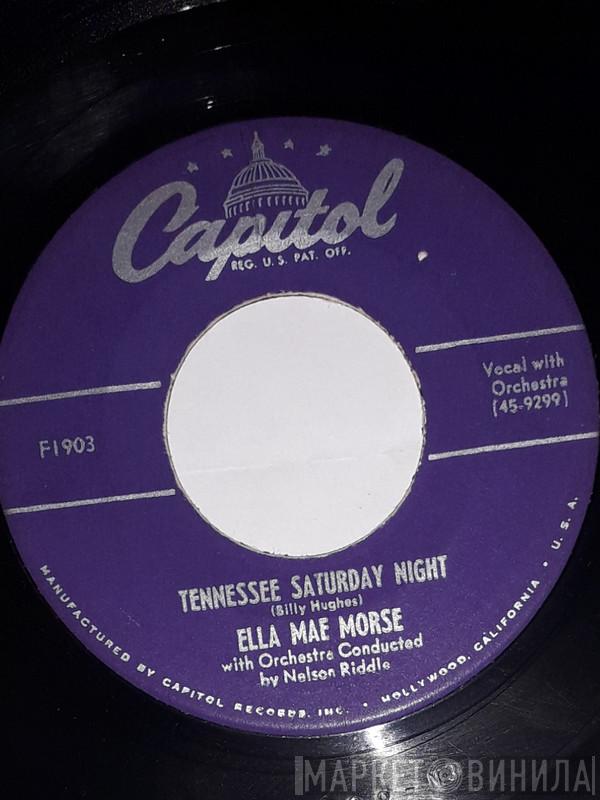 Capitol
REG. U.S. PAT. OFF.
Vocal with
Orchestra
(45-9299)
F1903
TENNESSEE SATURDAY NIGHT
(Billy Hughes)
ELLA MAE MORSE
with Orchestra Conducted
by Nelson Riddle
MANUFACTURED BY CAPITOL RECORDS, INC. • HOLLYWOOD, CALIFORNIA • U.S.A.
МАРКЕТ ВИНИЛА